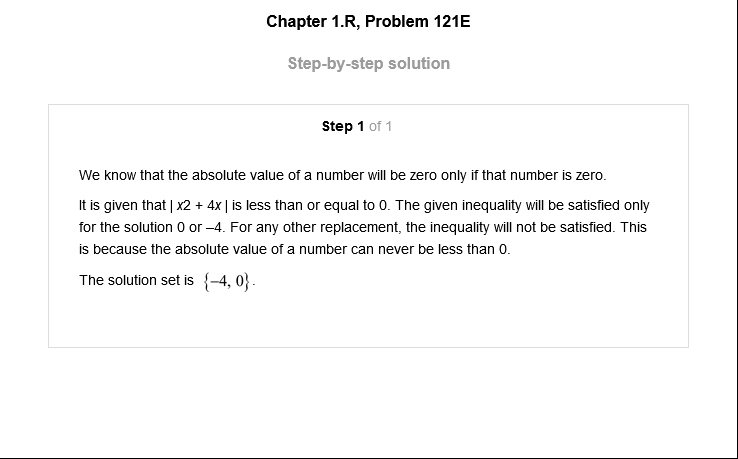 Chapter 1.R, Problem 121E
Step-by-step solution
Step 1 of 1
We know that the absolute value of a number will be zero only if that number is zero.
It is given that | x2 + 4x | is less than or equal to 0. The given inequality will be satisfied only
for the solution 0 or –4. For any other replacement, the inequality will not be satisfied. This
is because the absolute value of a number can never be less than 0.
The solution set is {–4, 0}.